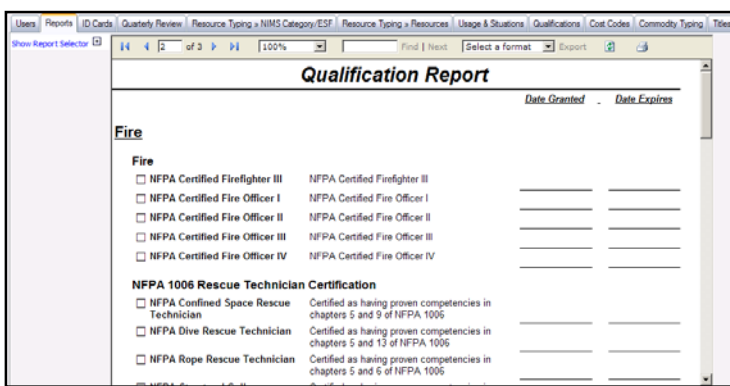 Users Reports ID Cards Quarterly Review Resource Typing » NIMS Category/ESF Resource Typing » Resources Usage & Situations Qualifications Cost Codes Commodity Typing Titles
Show Report Selector
2 of 3 100% Find | Next Select a format Export
Qualification Report
Date Granted - Date Expires
Fire
Fire
NFPA Certified Firefighter III NFPA Certified Firefighter III
NFPA Certified Fire Officer I NFPA Certified Fire Officer I
NFPA Certified Fire Officer II NFPA Certified Fire Officer II
NFPA Certified Fire Officer III NFPA Certified Fire Officer III
NFPA Certified Fire Officer IV NFPA Certified Fire Officer IV
NFPA 1006 Rescue Technician Certification
NFPA Confined Space Rescue Certified as having proven competencies in
Technician chapters 5 and 9 of NFPA 1006
NFPA Dive Rescue Technician Certified as having proven competencies in
chapters 5 and 13 of NFPA 1006
NFPA Rope Rescue Technician Certified as having proven competencies in
chapters 5 and 6 of NFPA 1006